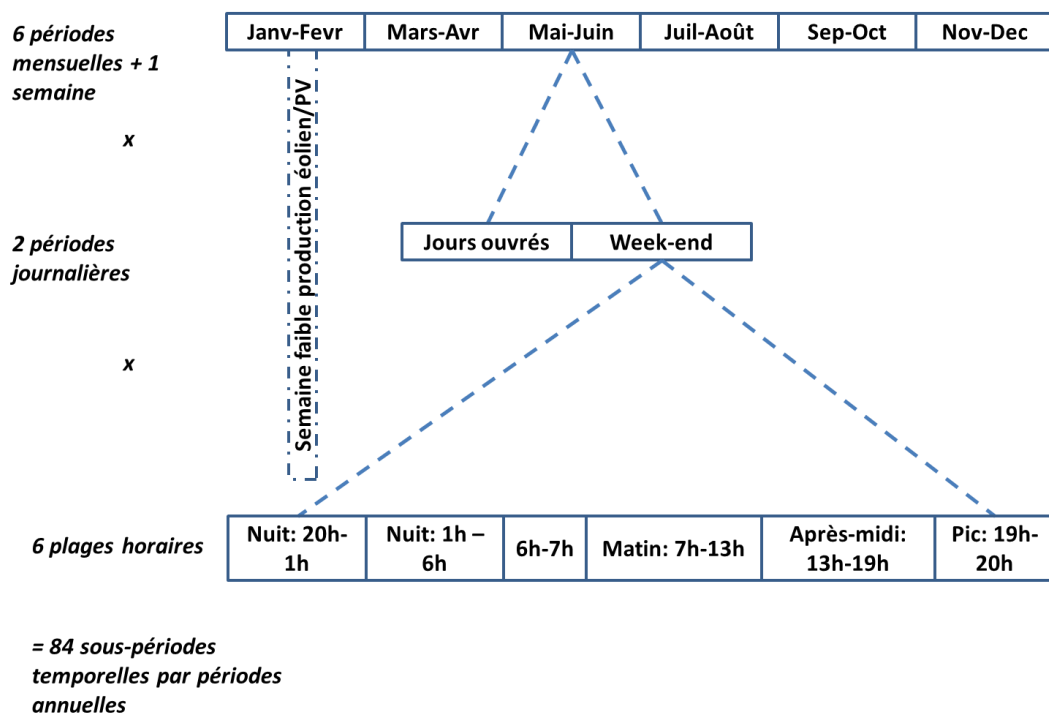 6 périodes
mensuelles + 1
semaine
Janv-Fevr
Mars-Avr
Mai-Juin
Juil-Août
Sep-Oct
Nov-Dec
x
Semaine faible production éolien/PV
2 périodes
journalières
Jours ouvrés
Week-end
x
6 plages horaires
Nuit: 20h-
1h
Nuit: 1h –
6h
6h-7h
Matin: 7h-13h
Après-midi:
13h-19h
Pic: 19h-
20h
= 84 sous-périodes
temporelles par périodes
annuelles